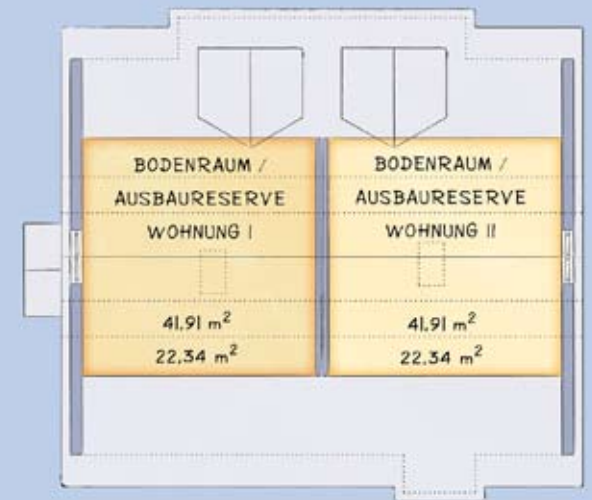 BODENRAUM /
AUSBAURESERVE
WOHNUNG I
41.91 m²
22.34 m²
BODENRAUM /
AUSBAURESERVE
WOHNUNG II
41.91 m²
22.34 m²